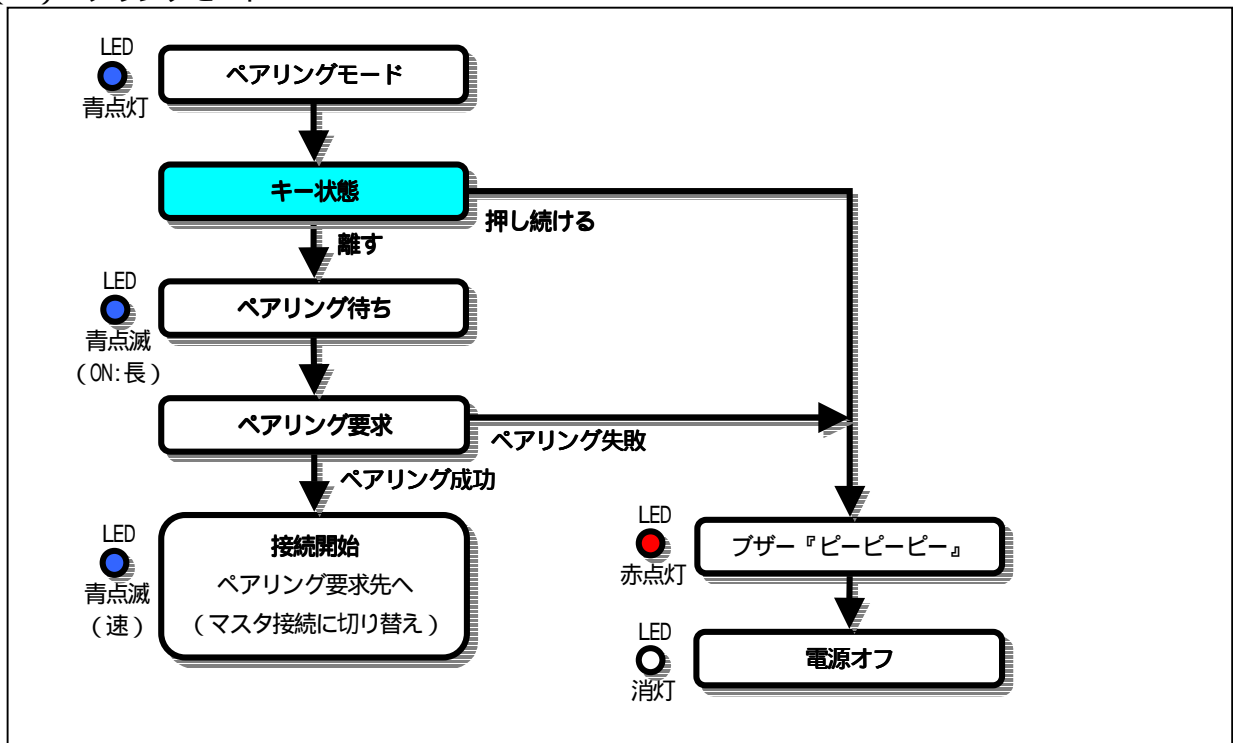 LED
ペアリングモード
青点灯
キー状態
押し続ける
離す
LED
ペアリング待ち
青点滅
(ON:長)
ペアリング要求
ペアリング失敗
ペアリング成功
LED
青点滅
(速)
接続開始
ペアリング要求先へ
(マスタ接続に切り替え)
LED
ブザー『ピーピーピー』
赤点灯
LED
電源オフ
消灯